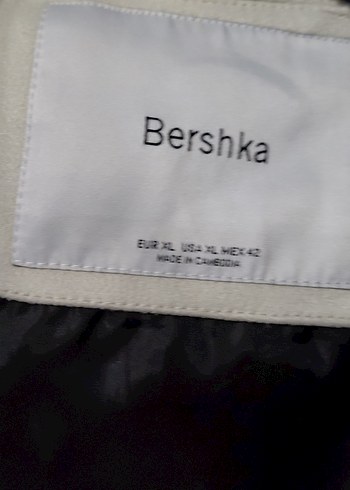 Bershka
EUR XL USA XL MEX 42
MADE IN CAMBODIA